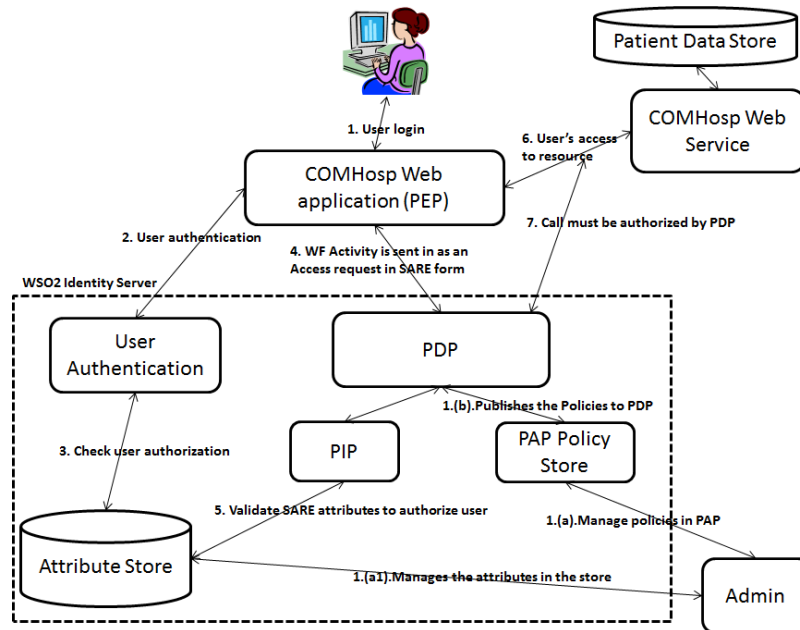 Patient Data Store
COMHosp Web
Service
1. User login
6. User's access
to resource
COMHosp Web
application (PEP)
2. User authentication
4. WF Activity is sent in as an
Access request in SARE form
7. Call must be authorized by PDP
WSO2 Identity Server
User
Authentication
PDP
1.(b).Publishes the Policies to PDP
3. Check user authorization
PIP
PAP Policy
Store
5. Validate SARE attributes to authorize user
1.(a).Manage policies in PAP
Attribute Store
1.(a1).Manages the attributes in the store
Admin